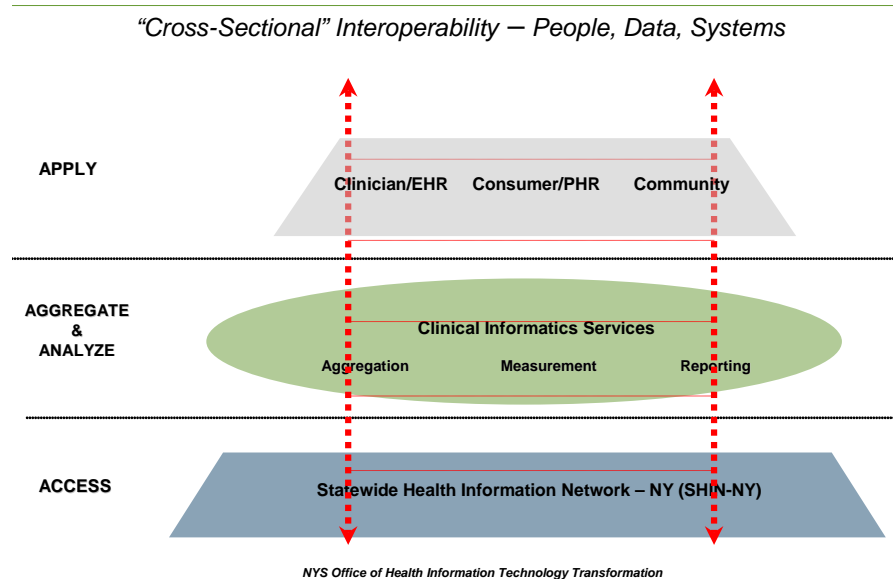 “Cross-Sectional” Interoperability – People, Data, Systems
APPLY
Clinician/EHR Consumer/PHR Community
AGGREGATE
&
ANALYZE
Clinical Informatics Services
Aggregation Measurement Reporting
ACCESS
Statewide Health Information Network – NY (SHIN-NY)
NYS Office of Health Information Technology Transformation